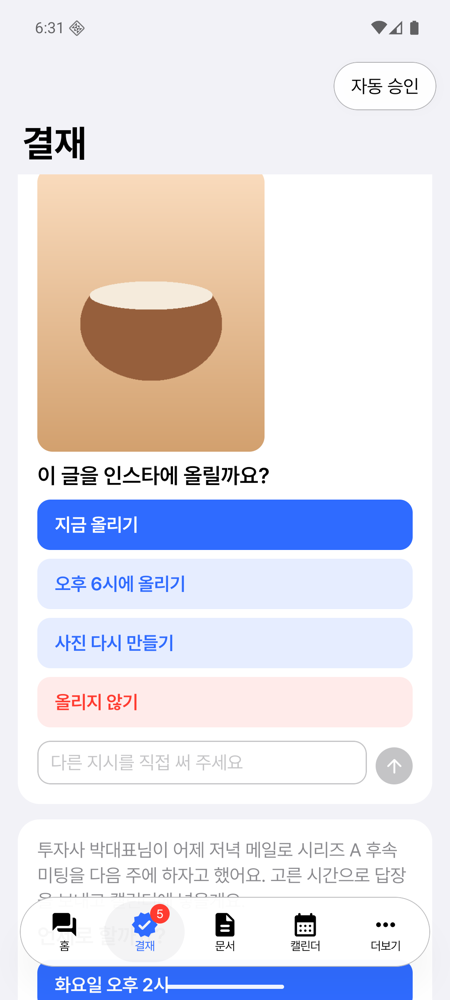 6:31
자동 승인
결재
이 글을 인스타에 올릴까요?
지금 올리기
오후 6시에 올리기
사진 다시 만들기
올리지 않기
다른 지시를 직접 써 주세요
투자사 박대표님이 어제 저녁 메일로 시리즈 A 후속
미팅을 다음 주에 하자고 했어요. 고른 시간으로 답장
홈
결재
5
문서
캘린더
더보기
화요일 오후 2시